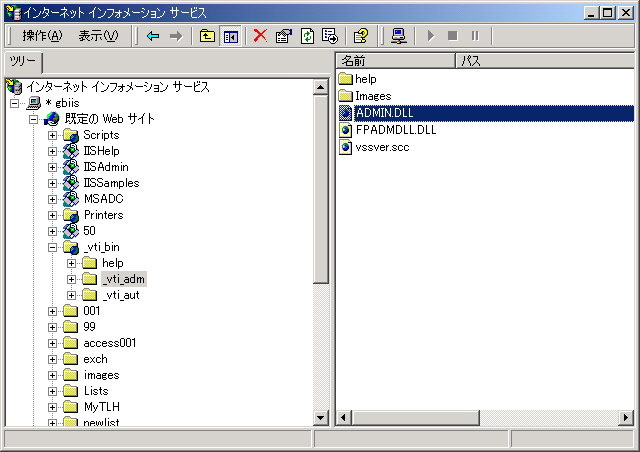 インターネット インフォメーション サービス
操作(A) 表示(V)
ツリー
インターネット インフォメーション サービス
* gbiis
既定の Web サイト
Scripts
IISHelp
IISAdmin
IISSamples
MSADC
Printers
50
_vti_bin
help
_vti_adm
_vti_aut
001
99
access001
exch
images
Lists
MyTLH
newlist
名前 パス
help
Images
ADMIN.DLL
FPADMDLL.DLL
vssver.scc